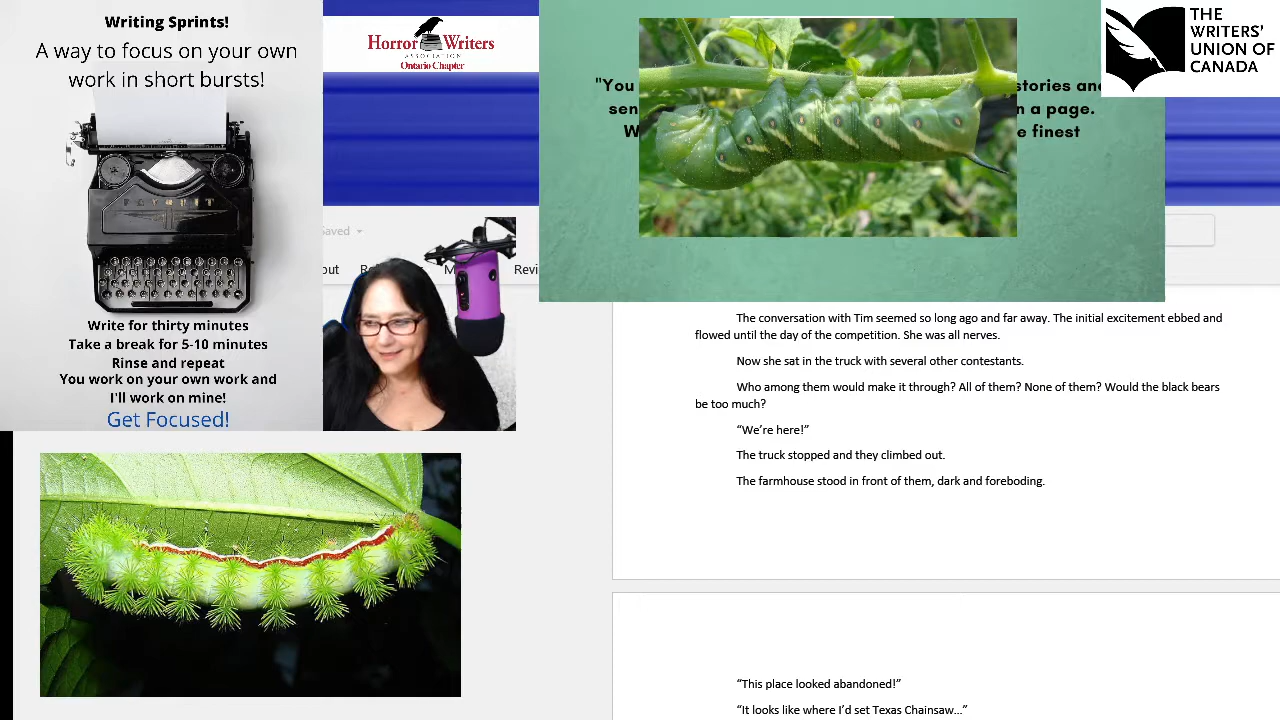 Writing Sprints!
A way to focus on your own
work in short bursts!
Write for thirty minutes
Take a break for 5-10 minutes
Rinse and repeat
You work on your own work and
I'll work on mine!
Get Focused!
Horror Writers
ASSOCIATION
Ontario Chapter
"You
stories and
sen
n a page.
W
e finest
THE
WRITERS'
UNION OF
CANADA
Saved
out
M
Revi
The conversation with Tim seemed so long ago and far away. The initial excitement ebbed and
flowed until the day of the competition. She was all nerves.
Now she sat in the truck with several other contestants.
Who among them would make it through? All of them? None of them? Would the black bears
be too much?
“We’re here!”
The truck stopped and they climbed out.
The farmhouse stood in front of them, dark and foreboding.
“This place looked abandoned!”
“It looks like where I’d set Texas Chainsaw…”